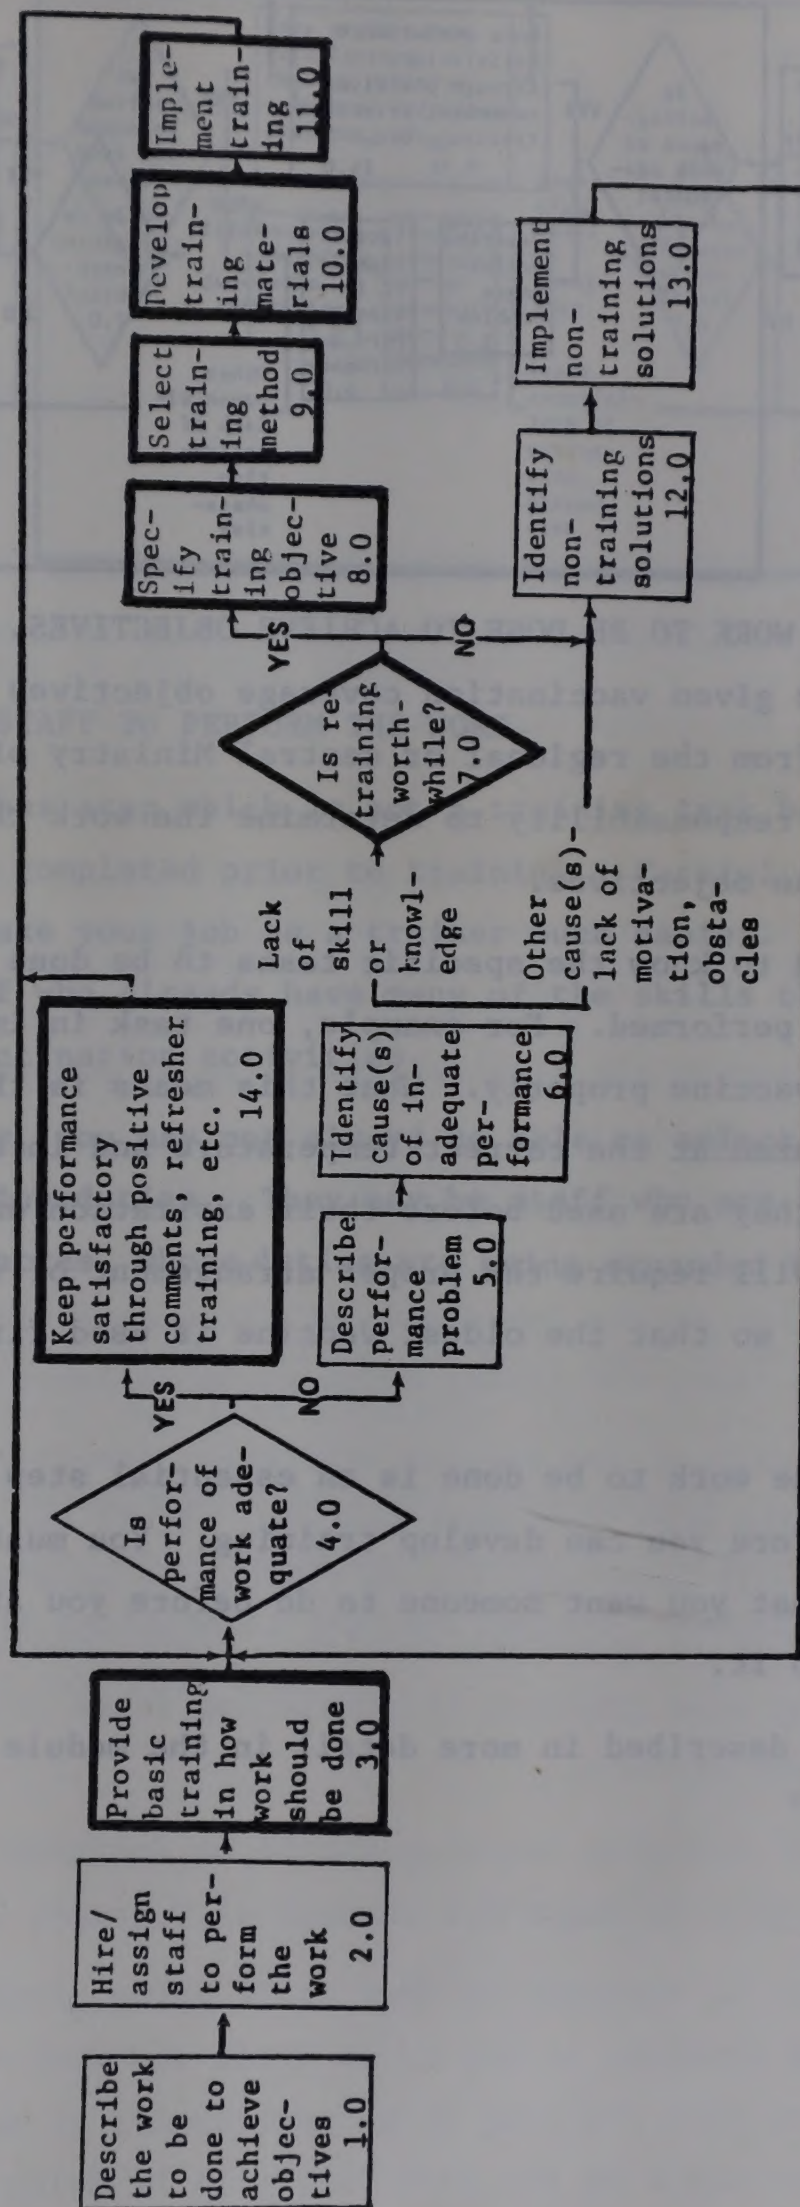 Describe
the work
to be
done to
achieve
objec-
tives
1.0
Hire/
assign
staff
to per-
form
the
work
2.0
Provide
basic
training
in how
work
should
be done
3.0
Is
perfor-
mance of
work ade-
quate?
4.0
YES
NO
Keep performance
satisfactory
through positive
comments, refresher
training, etc.
14.0
Describe
perfor-
mance
problem
5.0
Identify
cause(s)
of in-
adequate
per-
formance
6.0
Lack
of
skill
or
knowl-
edge
Other
cause(s)-
lack of
motiva-
tion,
obsta-
cles
Is re-
training
worth-
while?
7.0
YES
NO
Spec-
ify
train-
ing
objec-
tive
8.0
Select
train-
ing
method
9.0
Develop
train-
ing
mate-
rials
10.0
Imple-
ment
train-
ing
11.0
Identify
non-
training
solutions
12.0
Implement
non-
training
solutions
13.0